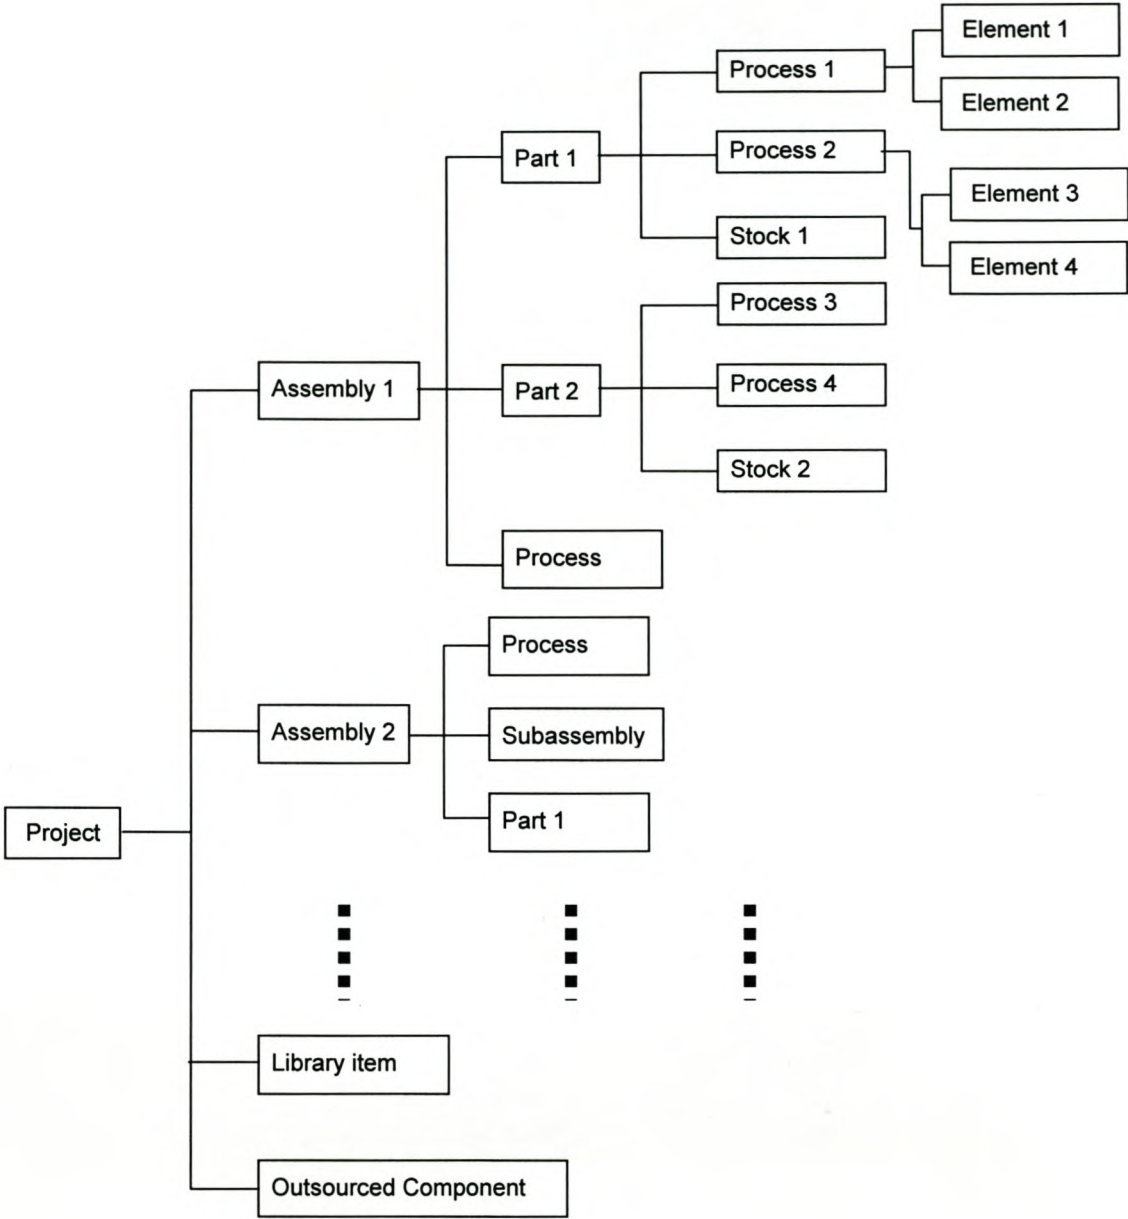 Element 1
Process 1
Element 2
Part 1
Process 2
Element 3
Stock 1
Element 4
Process 3
Assembly 1
Part 2
Process 4
Stock 2
Process
Process
Assembly 2
Subassembly
Part 1
Project
Library item
Outsourced Component